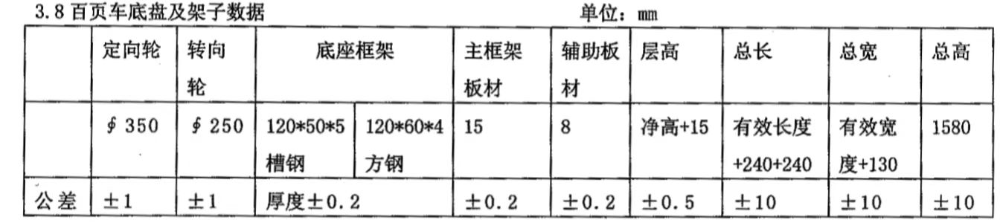 3.8百页车底盘及架子数据 单位：mm
定向轮 转向轮 底座框架 主框架板材 辅助板材 层高 总长 总宽 总高
∮350 ∮250 120*50*5槽钢 120*60*4方钢 15 8 净高+15 有效长度+240+240 有效宽度+130 1580
公差 ±1 ±1 厚度±0.2 ±0.2 ±0.2 ±0.5 ±10 ±10 ±10